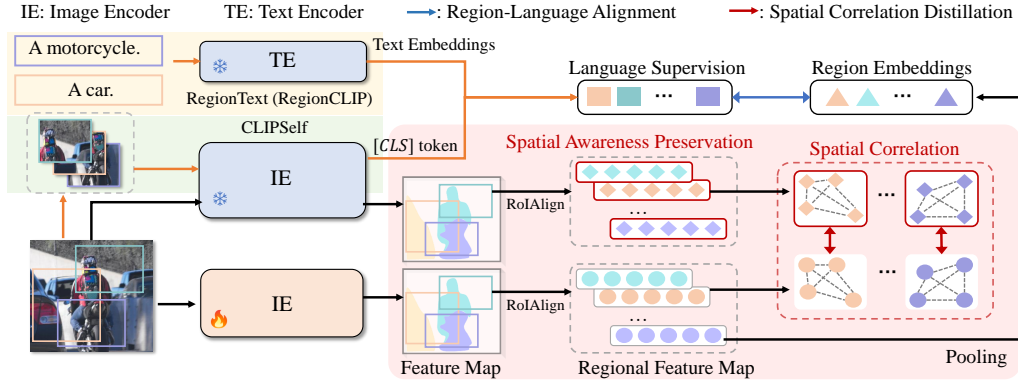 IE: Image Encoder
TE: Text Encoder
: Region-Language Alignment
: Spatial Correlation Distillation
A motorcycle.
A car.
TE
RegionText (RegionCLIP)
Text Embeddings
Language Supervision
...
Region Embeddings
...
CLIPSelf
[CLS] token
IE
Spatial Awareness Preservation
Spatial Correlation
RoIAlign
...
...
IE
RoIAlign
...
...
Feature Map
Regional Feature Map
Pooling